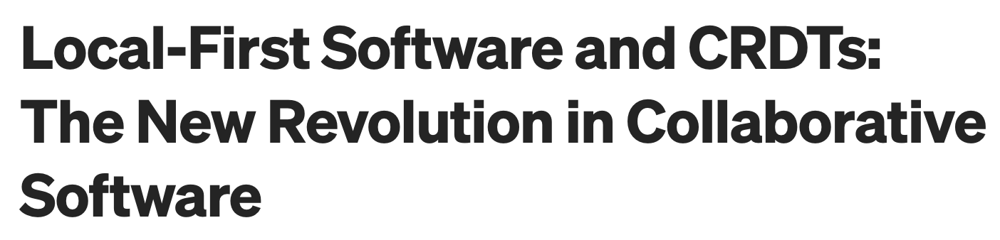 Local-First Software and CRDTs:
The New Revolution in Collaborative
Software